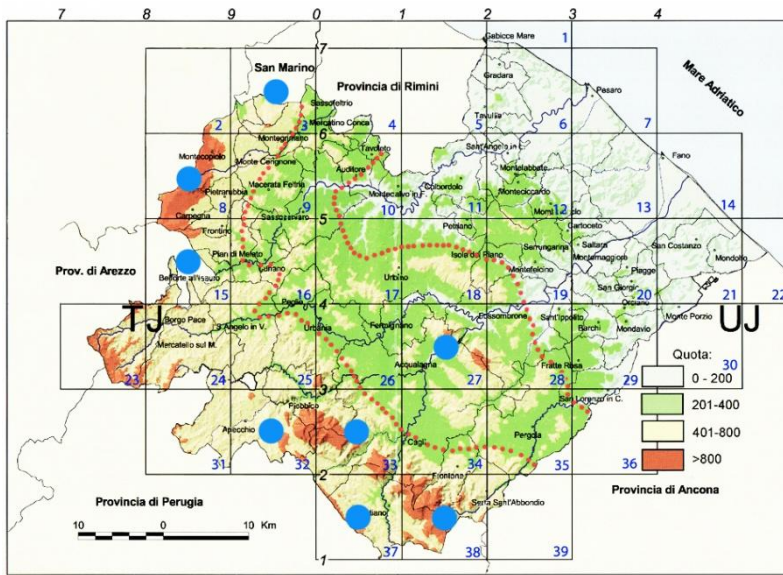 7 8 9 0 1 2 3 4
7
1
Gabicce Mare
San Marino
Gradara
Provincia di Rimini
Mare Adriatico
Pesaro
Sassofeltrio
Mercatino Conca
Tavullia
2 3 4 5 6 7
6
Montegrimano
Tavoleto
Sant'Angelo in L.
Fano
Montecopiolo
Monte Cerignone
Auditore
Montelabbate
Pietrarubbia
Macerata Feltria
Colbordolo
Montecalvo in F.
Monteciccardo
8 9 10 11 12 13 14
Carpegna
Sassocorvaro
5
Petriano
Cartoceto
Frontino
Serrungarina
Saltara
San Costanzo
Pian di Meleto
Isola del Piano
Montemaggiore
Mondolfo
Prov. di Arezzo
Belforte all'Isauro
Lunano
Urbino
Montefelcino
Piagge
San Giorgio
15 16 17 18 19 20 21 22
Peglio
4
Orciano
TJ
UJ
Borgo Pace
S.Angelo in V.
Urbania
Fermignano
Fossombrone
Sant'Ippolito
Monte Porzio
Barchi
Mondavio
Mercatello sul M.
Acqualagna
Fratte Rosa
Quota:
23 24 25 26 27 28 29 30
3
0 - 200
Piobbico
San Lorenzo in C.
201-400
Apecchio
Cagli
Pergola
401-800
31 32 33 34 35 36
2
>800
Frontone
Provincia di Perugia
Serra Sant'Abbondio
Provincia di Ancona
10 0 10 Km
37 38 39
1